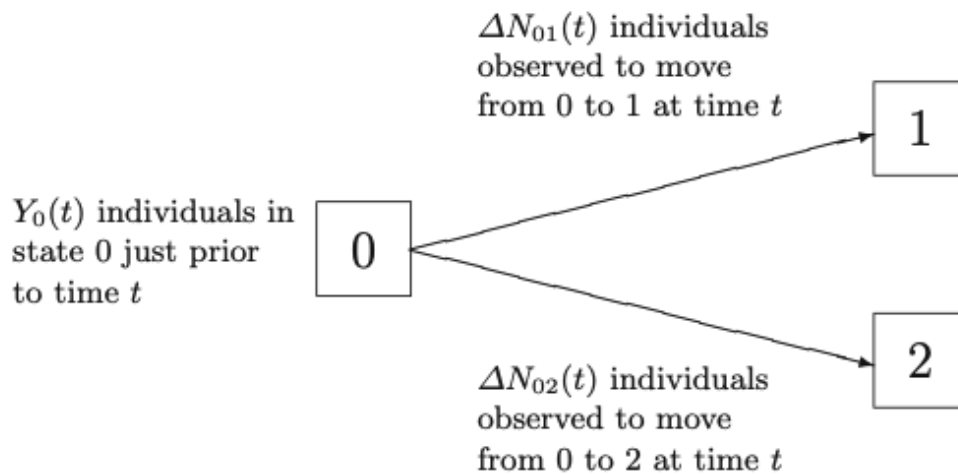 ΔN₀₁(t) individuals
observed to move
from 0 to 1 at time t
1
Y₀(t) individuals in
state 0 just prior
to time t
0
2
ΔN₀₂(t) individuals
observed to move
from 0 to 2 at time t